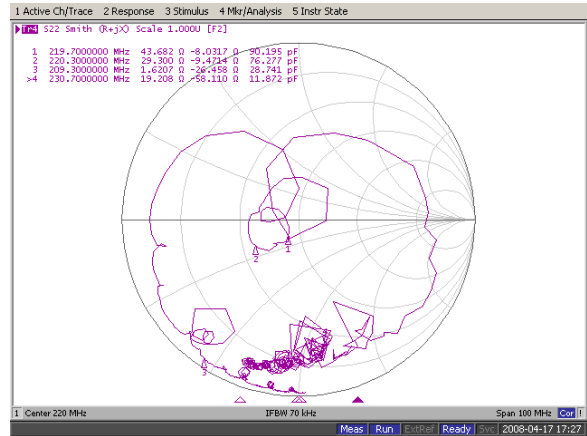 1 Active Ch/Trace 2 Response 3 Stimulus 4 Mkr/Analysis 5 Instr State
Tr4 S22 Smith (R+jX) Scale 1.000U [F2]
1 219.7000000 MHz 43.682 Ω -8.0317 Ω 90.195 pF
2 220.3000000 MHz 29.300 Ω -9.4714 Ω 76.277 pF
3 209.3000000 MHz 1.6207 Ω -26.458 Ω 28.741 pF
>4 230.7000000 MHz 19.208 Ω -58.110 Ω 11.872 pF
1
2
3
1 Center 220 MHz IFBW 70 kHz Span 100 MHz Cor !
Meas Run ExtRef Ready Svc 2008-04-17 17:27